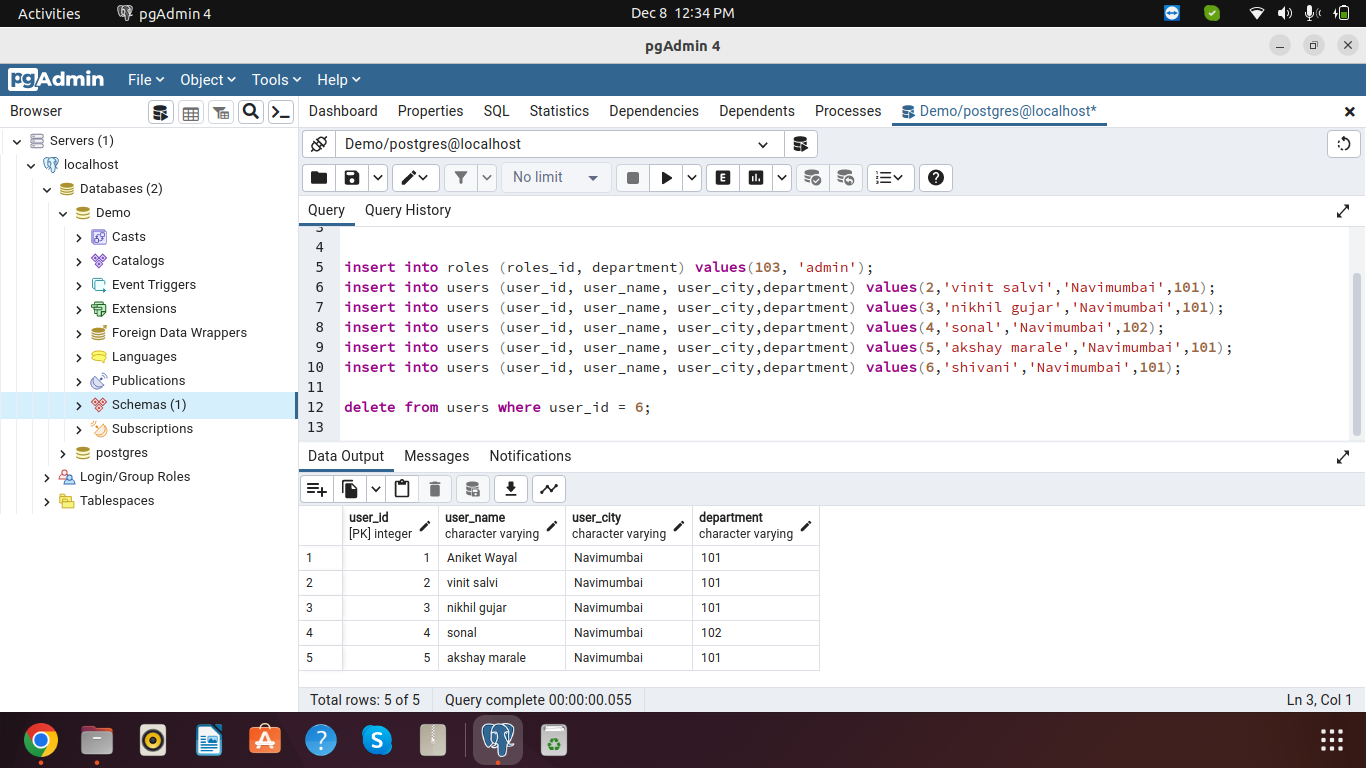 Activities
pgAdmin 4
Dec 8 12:34 PM
pgAdmin 4
pgAdmin
File Object Tools Help
Browser
Dashboard Properties SQL Statistics Dependencies Dependents Processes Demo/postgres@localhost*
Servers (1)
localhost
Databases (2)
Demo
Casts
Catalogs
Event Triggers
Extensions
Foreign Data Wrappers
Languages
Publications
Schemas (1)
Subscriptions
postgres
Login/Group Roles
Tablespaces
Demo/postgres@localhost
No limit
E
Query Query History
3
4
5 insert into roles (roles_id, department) values(103, 'admin');
6 insert into users (user_id, user_name, user_city,department) values(2,'vinit salvi','Navimumbai',101);
7 insert into users (user_id, user_name, user_city,department) values(3,'nikhil gujar','Navimumbai',101);
8 insert into users (user_id, user_name, user_city,department) values(4,'sonal','Navimumbai',102);
9 insert into users (user_id, user_name, user_city,department) values(5,'akshay marale','Navimumbai',101);
10 insert into users (user_id, user_name, user_city,department) values(6,'shivani','Navimumbai',101);
11
12 delete from users where user_id = 6;
13
Data Output Messages Notifications
user_id user_name user_city department
[PK] integer character varying character varying character varying
1 1 Aniket Wayal Navimumbai 101
2 2 vinit salvi Navimumbai 101
3 3 nikhil gujar Navimumbai 101
4 4 sonal Navimumbai 102
5 5 akshay marale Navimumbai 101
Total rows: 5 of 5 Query complete 00:00:00.055 Ln 3, Col 1